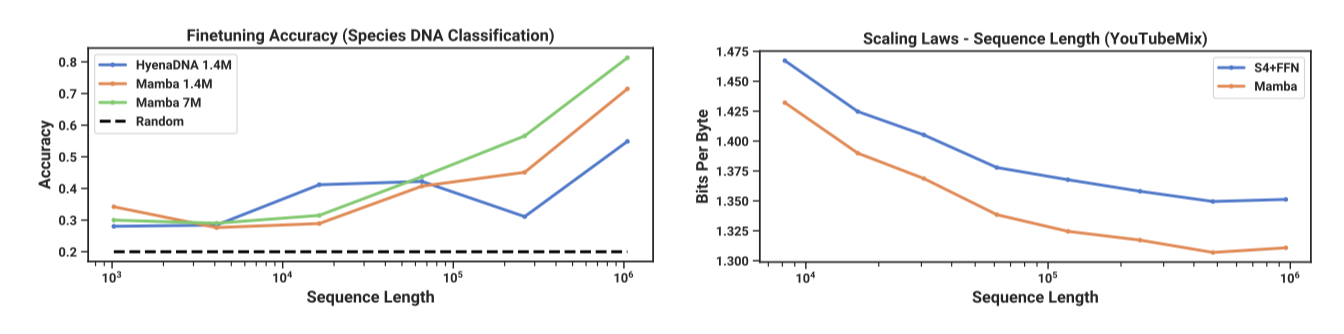 Finetuning Accuracy (Species DNA Classification)
HyenaDNA 1.4M
Mamba 1.4M
Mamba 7M
Random
Accuracy
0.8
0.7
0.6
0.5
0.4
0.3
0.2
10³ 10⁴ 10⁵ 10⁶
Sequence Length
Scaling Laws - Sequence Length (YouTubeMix)
S4+FFN
Mamba
Bits Per Byte
1.475
1.450
1.425
1.400
1.375
1.350
1.325
1.300
10⁴ 10⁵ 10⁶
Sequence Length